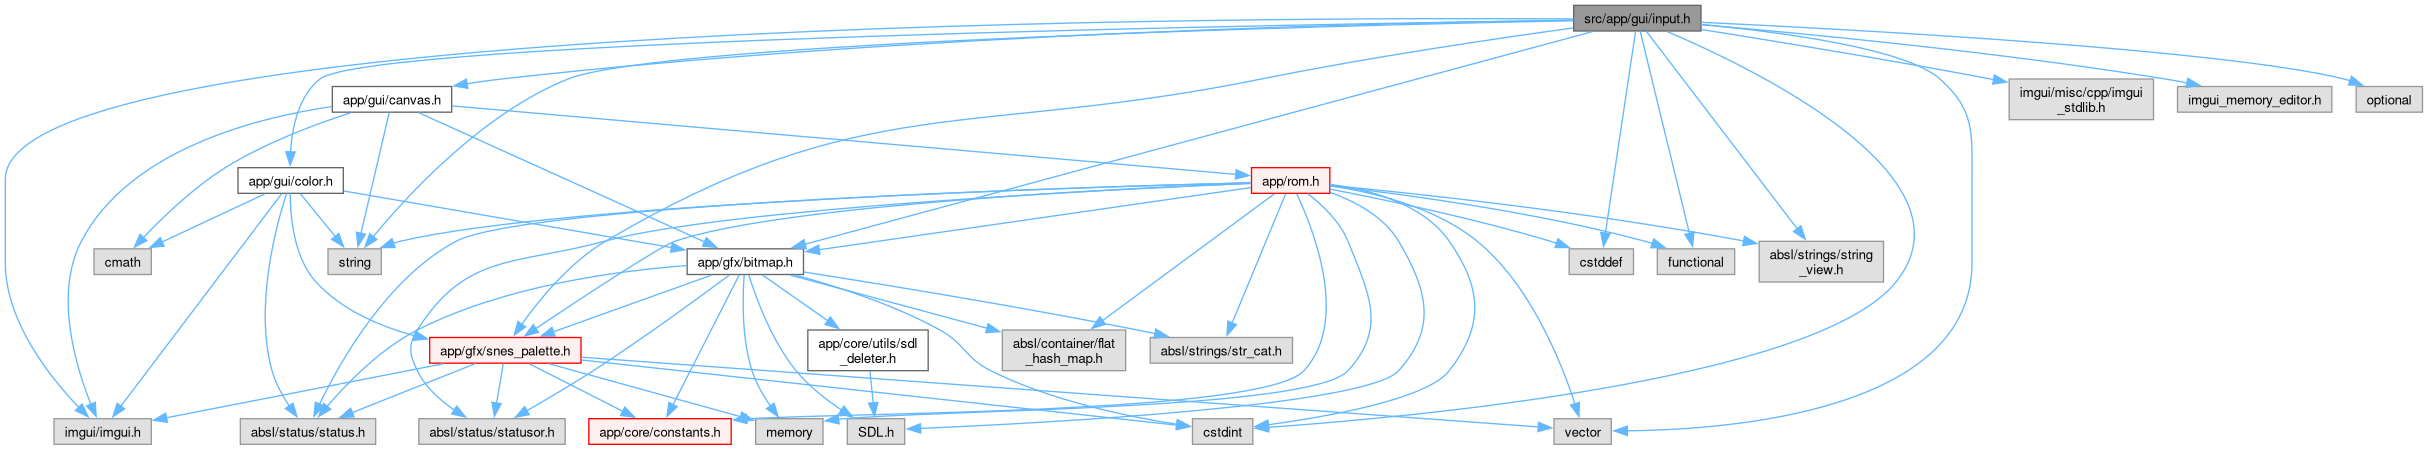 src/app/gui/input.h
app/gui/canvas.h
imgui/misc/cpp/imgui
_stdlib.h
imgui_memory_editor.h
optional
app/gui/color.h
app/rom.h
cmath
string
app/gfx/bitmap.h
cstddef
functional
absl/strings/string
_view.h
app/gfx/snes_palette.h
app/core/utils/sdl
_deleter.h
absl/container/flat
_hash_map.h
absl/strings/str_cat.h
imgui/imgui.h
absl/status/status.h
absl/status/statusor.h
app/core/constants.h
memory
SDL.h
cstdint
vector